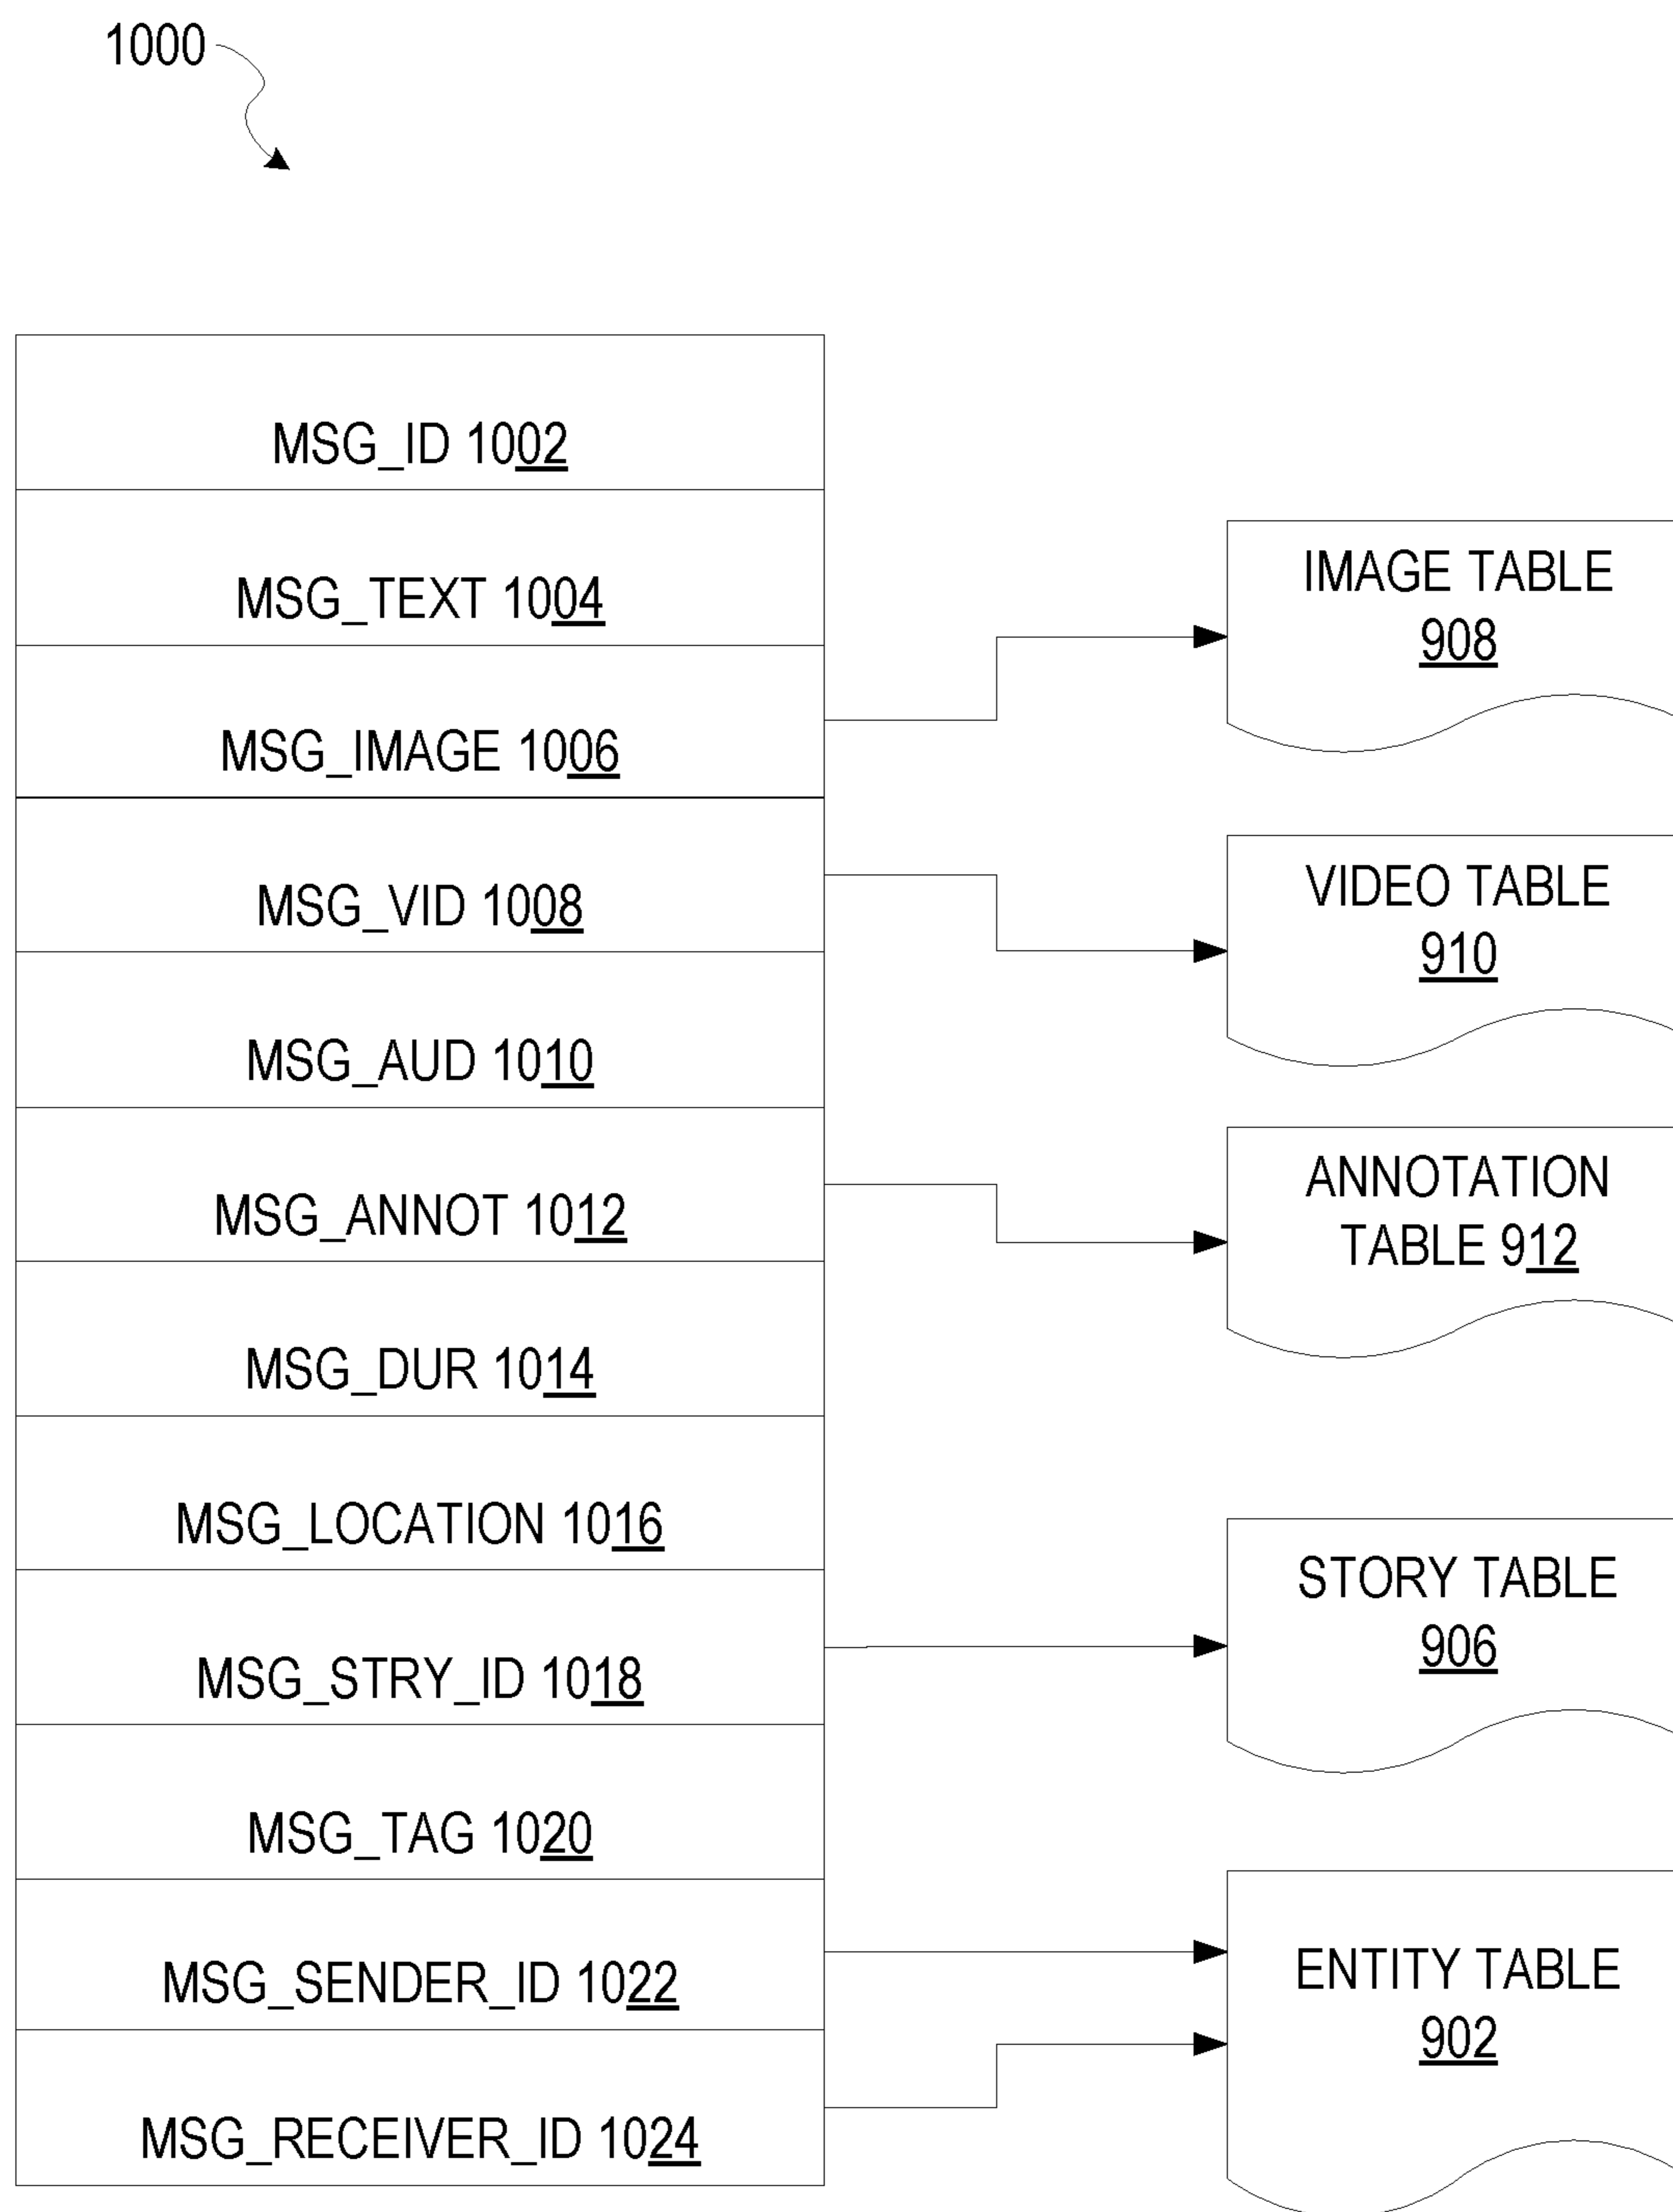 1000
MSG_ID 1002
MSG_TEXT 1004
MSG_IMAGE 1006
MSG_VID 1008
MSG_AUD 1010
MSG_ANNOT 1012
MSG_DUR 1014
MSG_LOCATION 1016
MSG_STRY_ID 1018
MSG_TAG 1020
MSG_SENDER_ID 1022
MSG_RECEIVER_ID 1024
IMAGE TABLE
908
VIDEO TABLE
910
ANNOTATION
TABLE 912
STORY TABLE
906
ENTITY TABLE
902